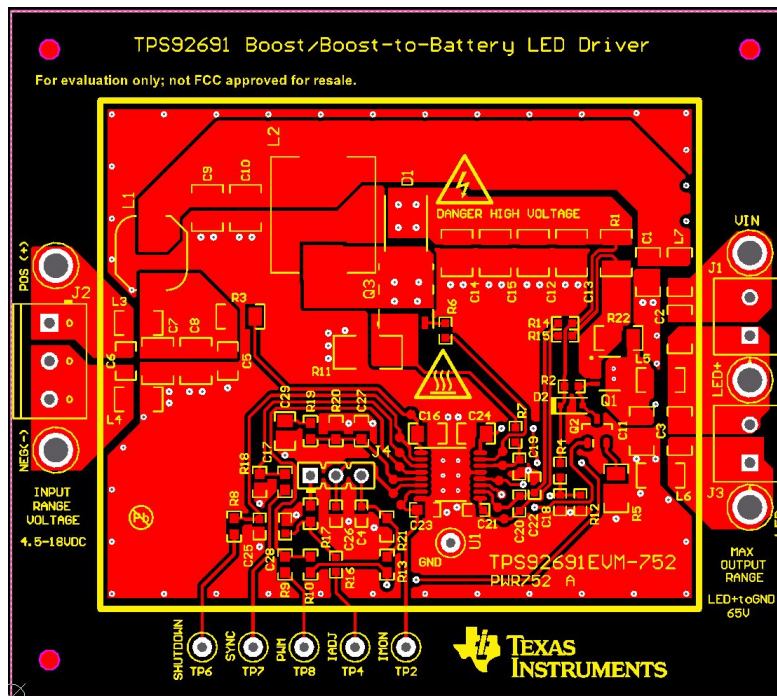 TPS92691 Boost/Boost-to-Battery LED Driver
For evaluation only; not FCC approved for resale.
L2
C9
C10
D1
L1
DANGER HIGH VOLTAGE
R1
C1
L7
VIN
POS (+)
J2
J1
Q3
C14
C15
C12
C13
L3
C7
C8
R3
R6
C2
R14
R15
R22
C6
C5
R11
L5
LED+
R2
Q1
L4
D2
C29
R19
R20
C27
C16
C24
R7
Q2
C11
C3
NEG(-)
R18
C17
J4
C19
R4
L6
J3
INPUT
RANGE
VOLTAGE
4.5-18VDC
Pb
R8
C25
C28
R17
C26
C4
R21
C23
C21
C20
C22
C18
R12
R5
GND
U1
R9
R10
R16
R13
TPS92691EVM-752
PWR752 A
MAX
OUTPUT
RANGE
LED+toGND
65V
SHUTDOWN
SYNC
PWM
IADJ
IMON
TP6
TP7
TP8
TP4
TP2
TEXAS
INSTRUMENTS